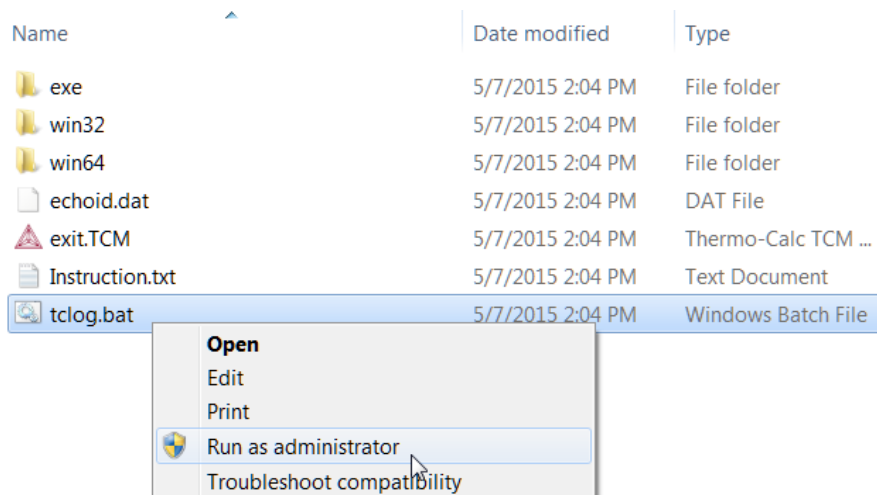 Name Date modified Type
exe 5/7/2015 2:04 PM File folder
win32 5/7/2015 2:04 PM File folder
win64 5/7/2015 2:04 PM File folder
echoid.dat 5/7/2015 2:04 PM DAT File
exit.TCM 5/7/2015 2:04 PM Thermo-Calc TCM ...
Instruction.txt 5/7/2015 2:04 PM Text Document
tclog.bat 5/7/2015 2:04 PM Windows Batch File
Open
Edit
Print
Run as administrator
Troubleshoot compatibility